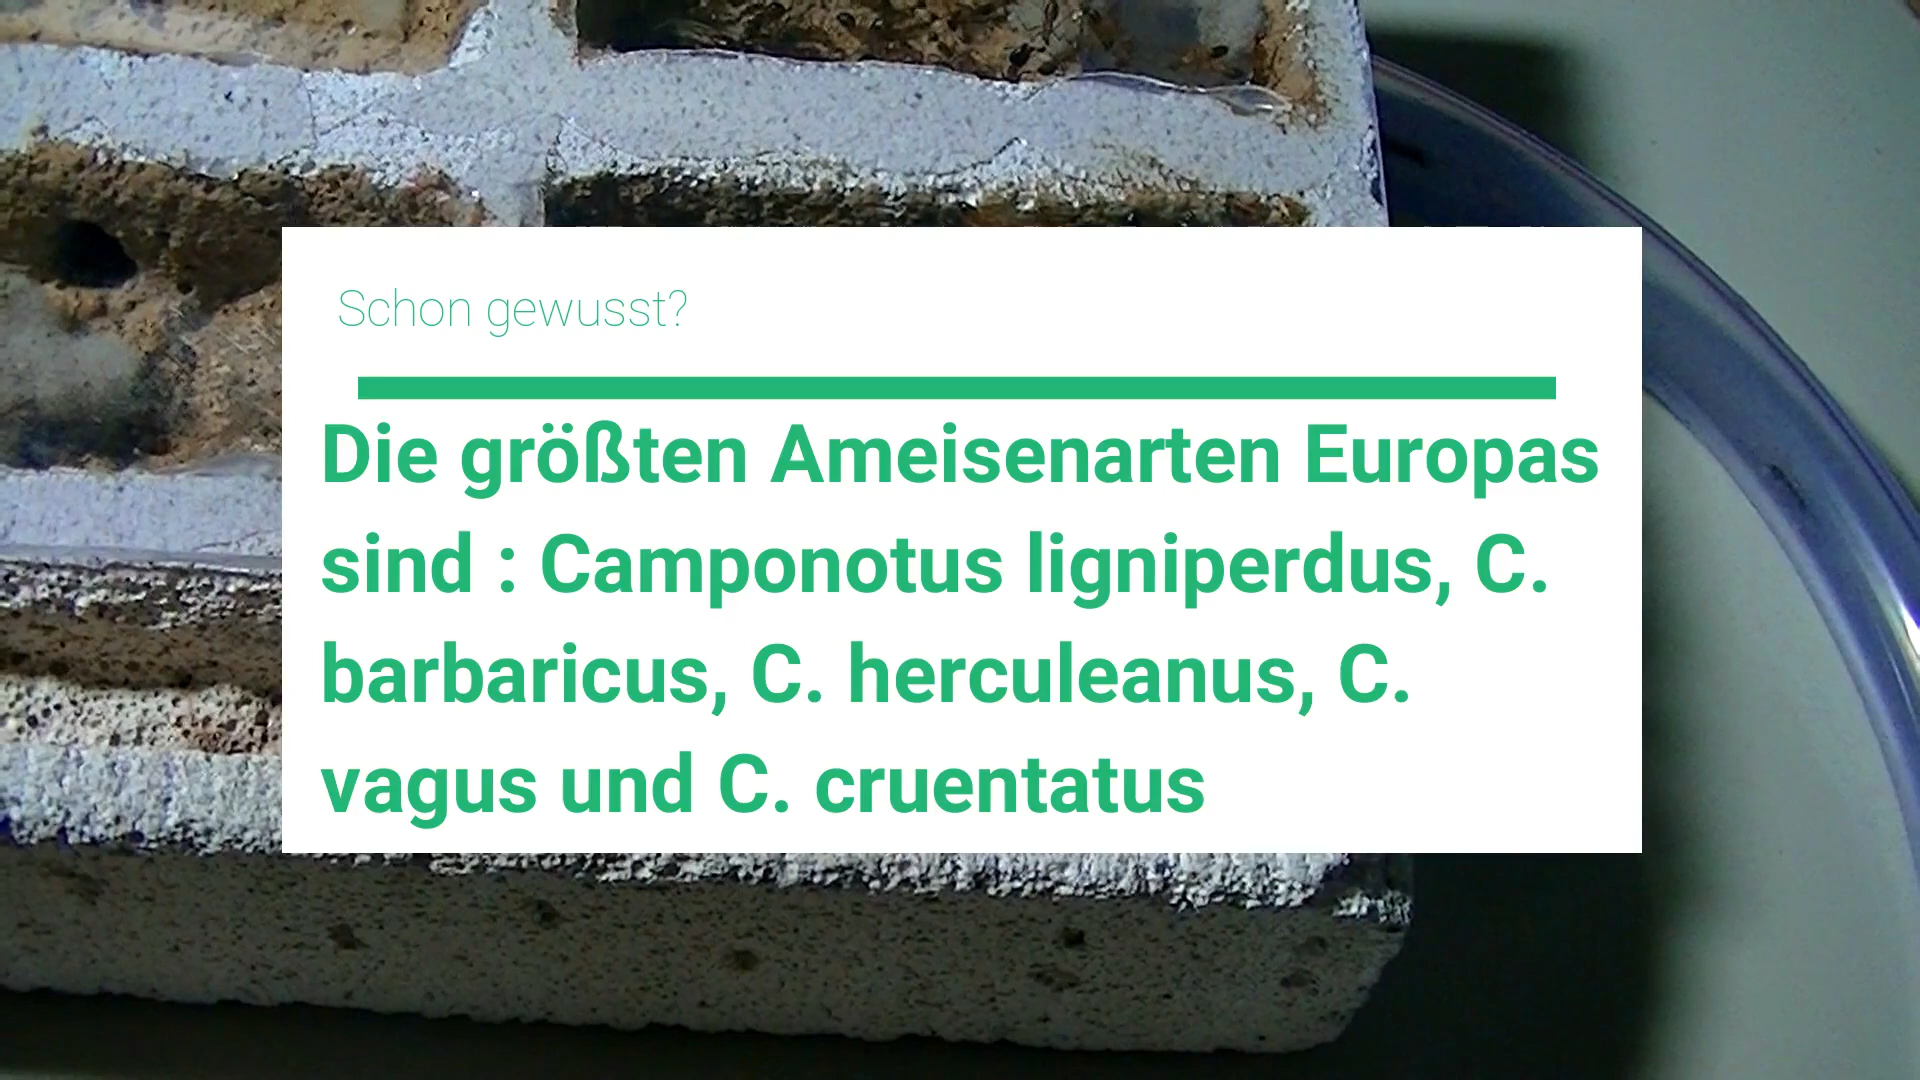 Schon gewusst?
Die größten Ameisenarten Europas
sind : Camponotus ligniperdus, C.
barbaricus, C. herculeanus, C.
vagus und C. cruentatus